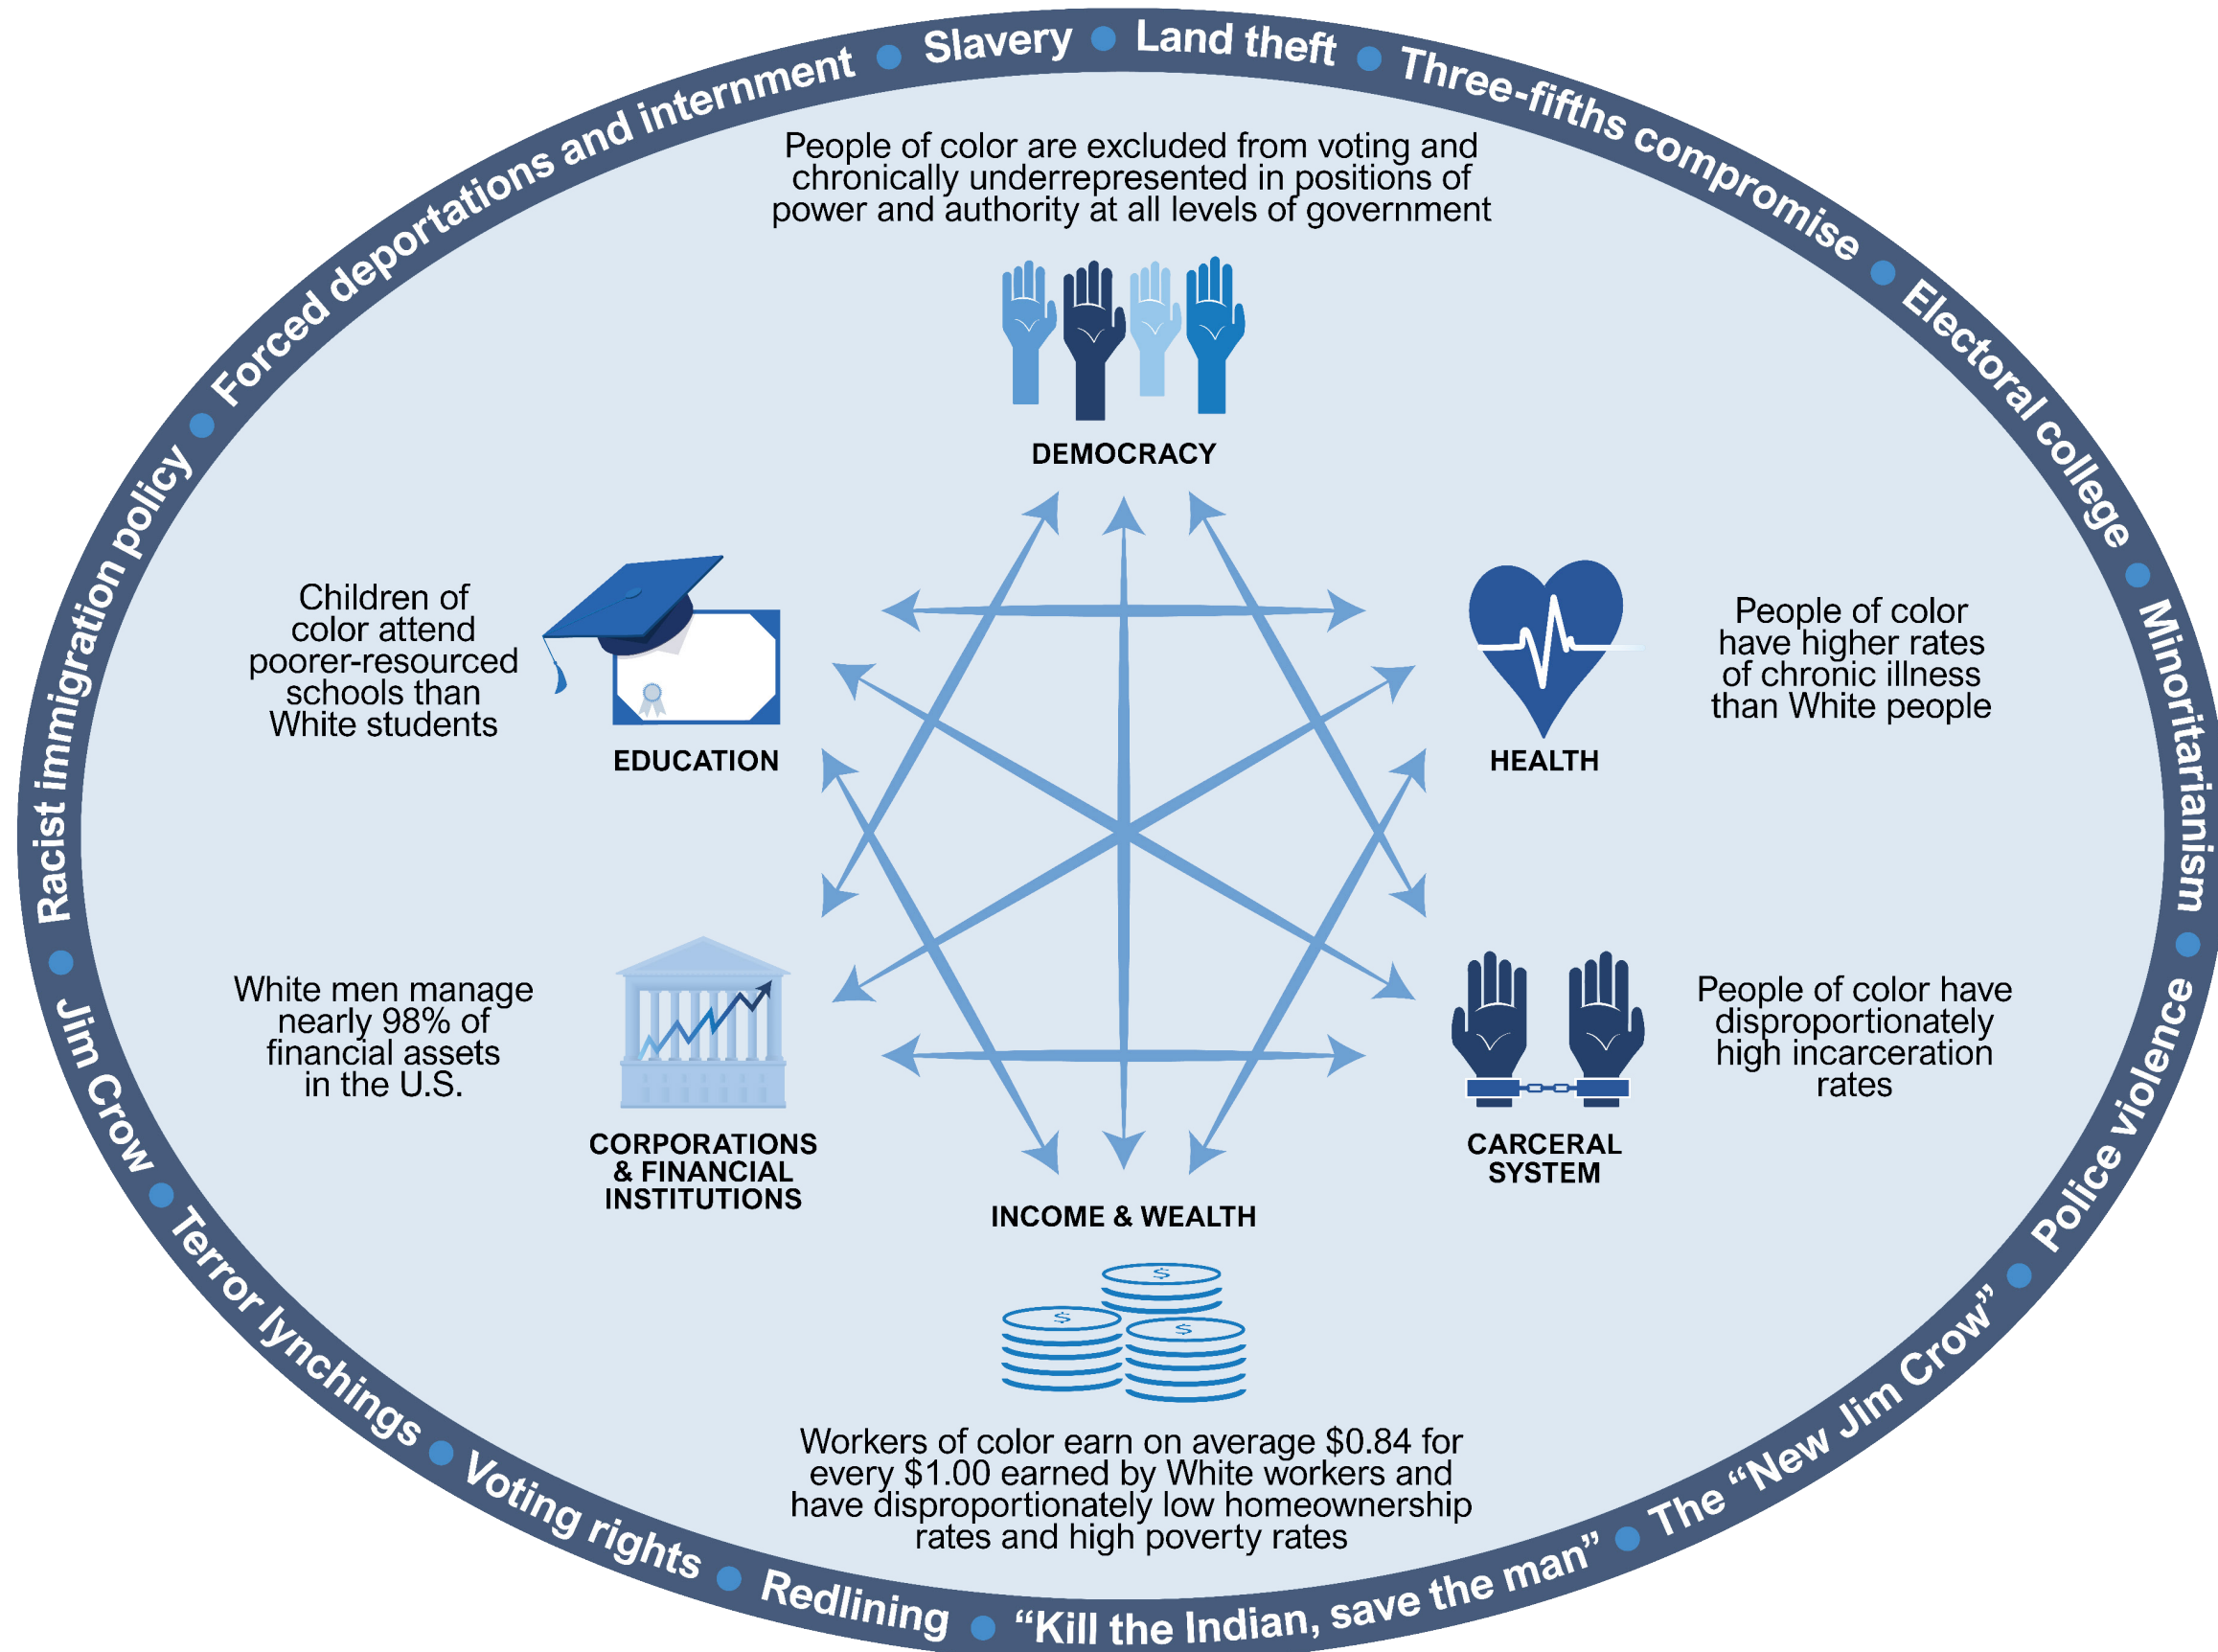 Slavery
Land theft
Three-fifths compromise
Electoral college
Minoritarianism
Police violence
The “New Jim Crow”
“Kill the Indian, save the man”
Redlining
Voting rights
Terror lynchings
Jim Crow
Racist immigration policy
Forced deportations and internment
People of color are excluded from voting and
chronically underrepresented in positions of
power and authority at all levels of government
DEMOCRACY
Children of
color attend
poorer-resourced
schools than
White students
EDUCATION
HEALTH
People of color
have higher rates
of chronic illness
than White people
White men manage
nearly 98% of
financial assets
in the U.S.
CORPORATIONS
& FINANCIAL
INSTITUTIONS
CARCERAL
SYSTEM
People of color have
disproportionately
high incarceration
rates
INCOME & WEALTH
$
$
$
Workers of color earn on average $0.84 for
every $1.00 earned by White workers and
have disproportionately low homeownership
rates and high poverty rates